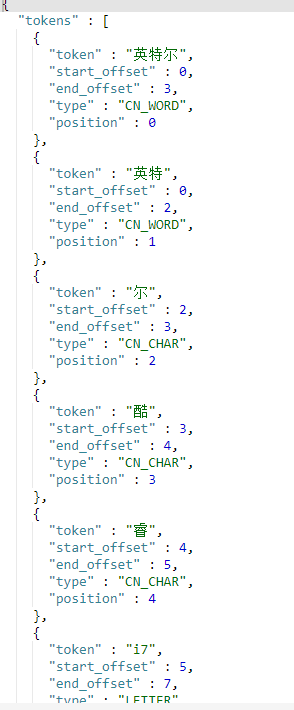 {
  "tokens" : [
    {
      "token" : "英特尔",
      "start_offset" : 0,
      "end_offset" : 3,
      "type" : "CN_WORD",
      "position" : 0
    },
    {
      "token" : "英特",
      "start_offset" : 0,
      "end_offset" : 2,
      "type" : "CN_WORD",
      "position" : 1
    },
    {
      "token" : "尔",
      "start_offset" : 2,
      "end_offset" : 3,
      "type" : "CN_CHAR",
      "position" : 2
    },
    {
      "token" : "酷",
      "start_offset" : 3,
      "end_offset" : 4,
      "type" : "CN_CHAR",
      "position" : 3
    },
    {
      "token" : "睿",
      "start_offset" : 4,
      "end_offset" : 5,
      "type" : "CN_CHAR",
      "position" : 4
    },
    {
      "token" : "i7",
      "start_offset" : 5,
      "end_offset" : 7,
      "type" : "LETTER",